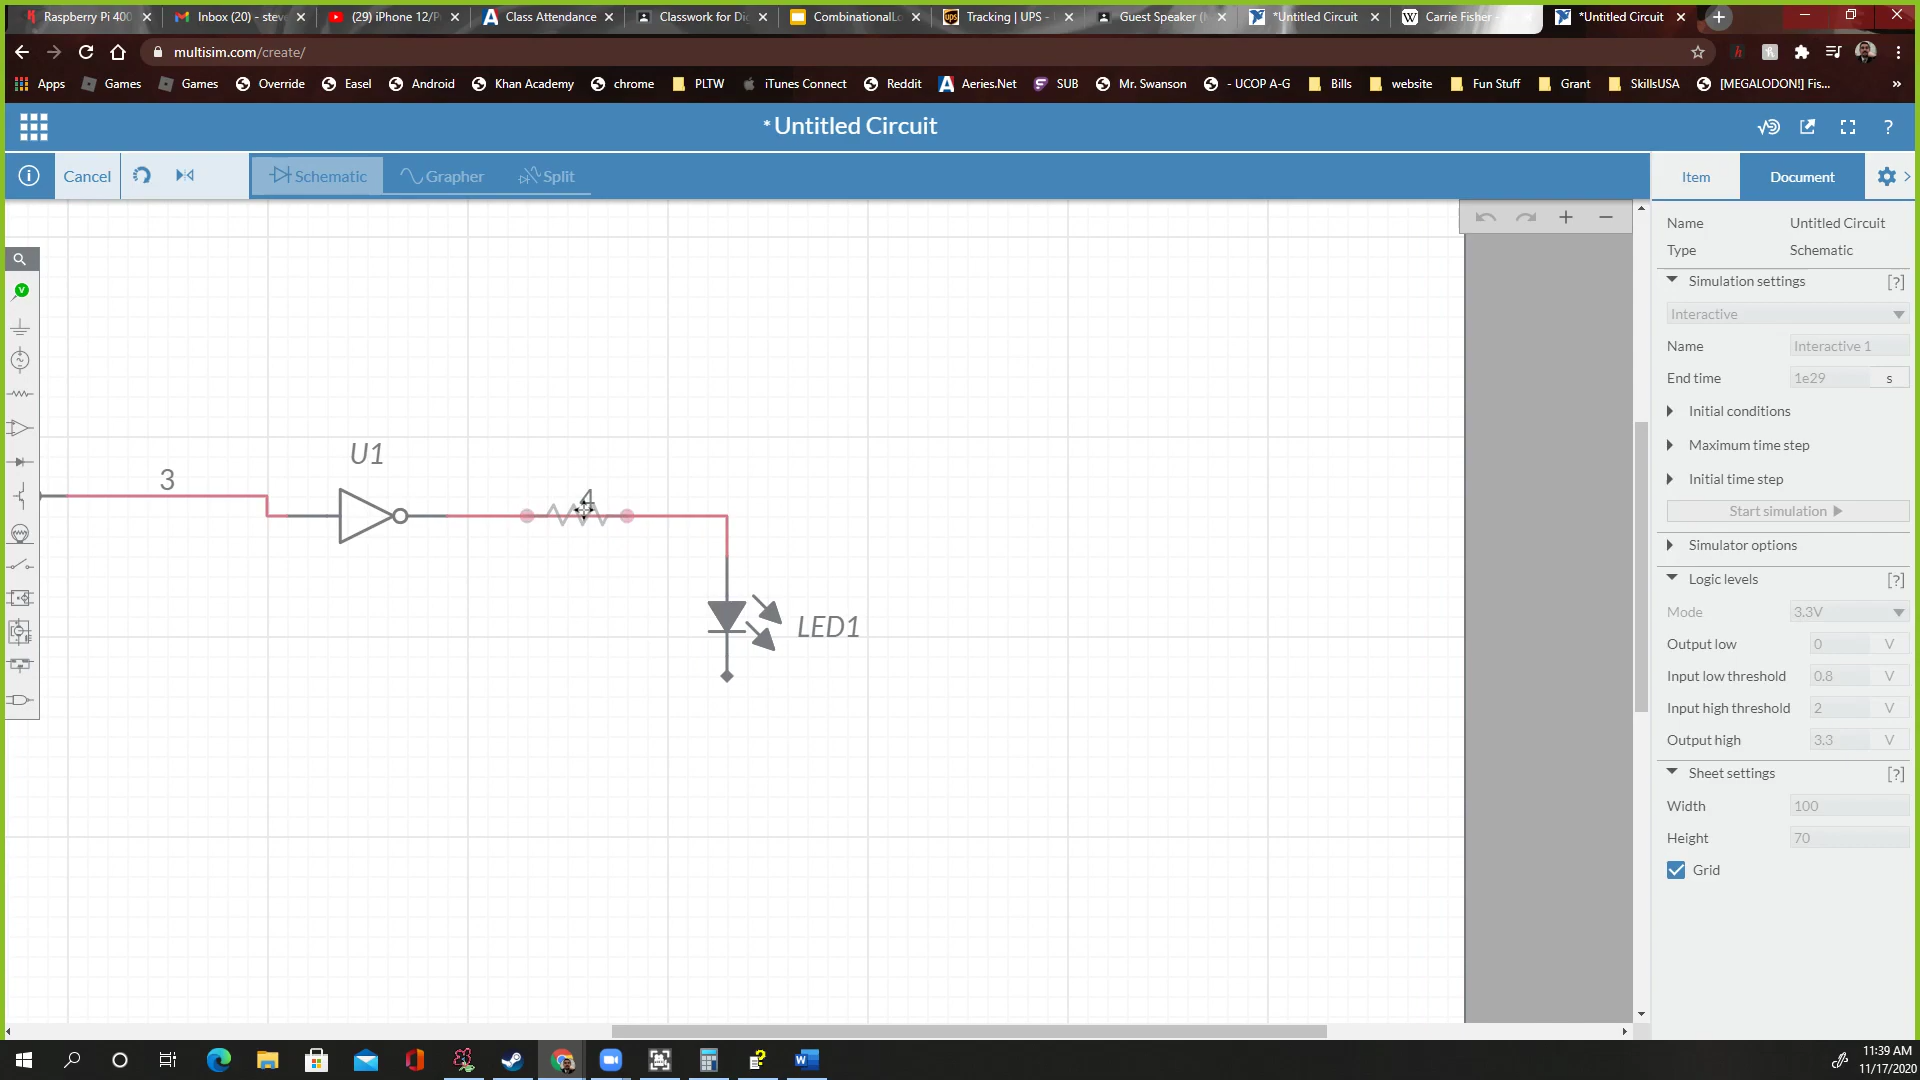 Raspberry Pi 400
Inbox (20) - steve
(29) iPhone 12/P
Class Attendance
Classwork for Dig
CombinationalLo
Tracking | UPS -
Guest Speaker (N
*Untitled Circuit
Carrie Fisher -
*Untitled Circuit
multisim.com/create/
Apps
Games
Games
Override
Easel
Android
Khan Academy
chrome
PLTW
iTunes Connect
Reddit
Aeries.Net
SUB
Mr. Swanson
- UCOP A-G
Bills
website
Fun Stuff
Grant
SkillsUSA
[MEGALODON!] Fis...
»
*Untitled Circuit
?
Cancel
Schematic
Grapher
Split
Item
Document
Name Untitled Circuit
Type Schematic
Simulation settings [?]
Interactive
Name Interactive 1
End time 1e29 s
Initial conditions
Maximum time step
Initial time step
Start simulation
Simulator options
Logic levels [?]
Mode 3.3V
Output low 0 V
Input low threshold 0.8 V
Input high threshold 2 V
Output high 3.3 V
Sheet settings [?]
Width 100
Height 70
Grid
V
3
U1
4
LED1
11:39 AM
11/17/2020